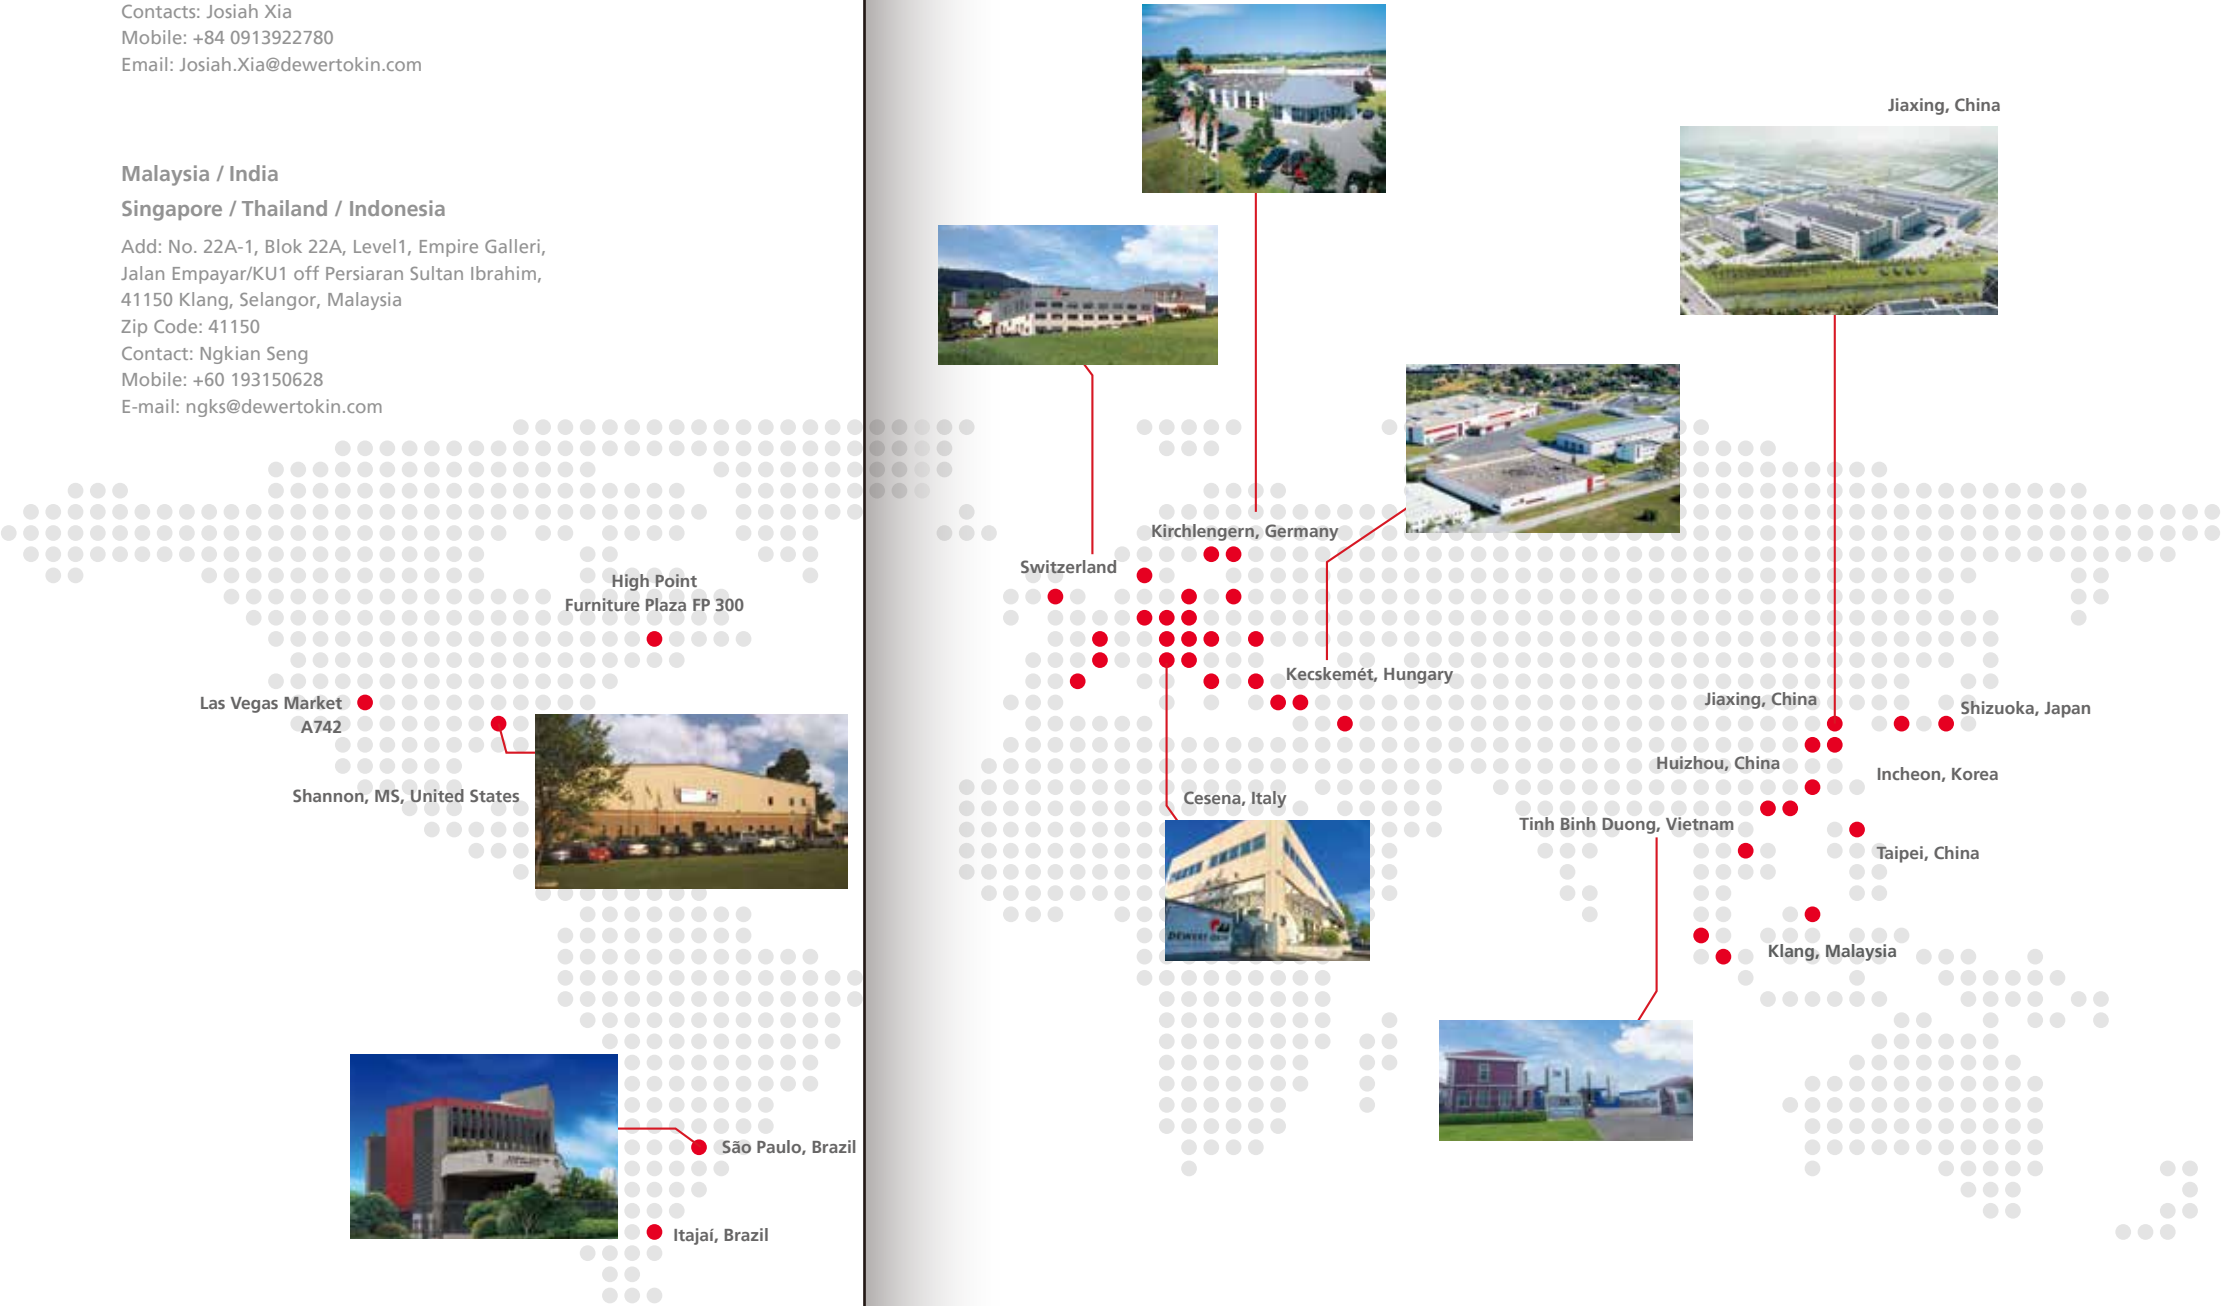 Contacts: Josiah Xia
Mobile: +84 0913922780
Email: Josiah.Xia@dewertokin.com
Malaysia / India
Singapore / Thailand / Indonesia
Add: No. 22A-1, Blok 22A, Level1, Empire Galleri,
Jalan Empayar/KU1 off Persiaran Sultan Ibrahim,
41150 Klang, Selangor, Malaysia
Zip Code: 41150
Contact: Ngkian Seng
Mobile: +60 193150628
E-mail: ngks@dewertokin.com
High Point
Furniture Plaza FP 300
Las Vegas Market
A742
Shannon, MS, United States
São Paulo, Brazil
Itajaí, Brazil
Jiaxing, China
Kirchlengern, Germany
Switzerland
Kecskemét, Hungary
Cesena, Italy
DEWERT
Jiaxing, China
Shizuoka, Japan
Huizhou, China
Incheon, Korea
Tinh Binh Duong, Vietnam
Taipei, China
Klang, Malaysia